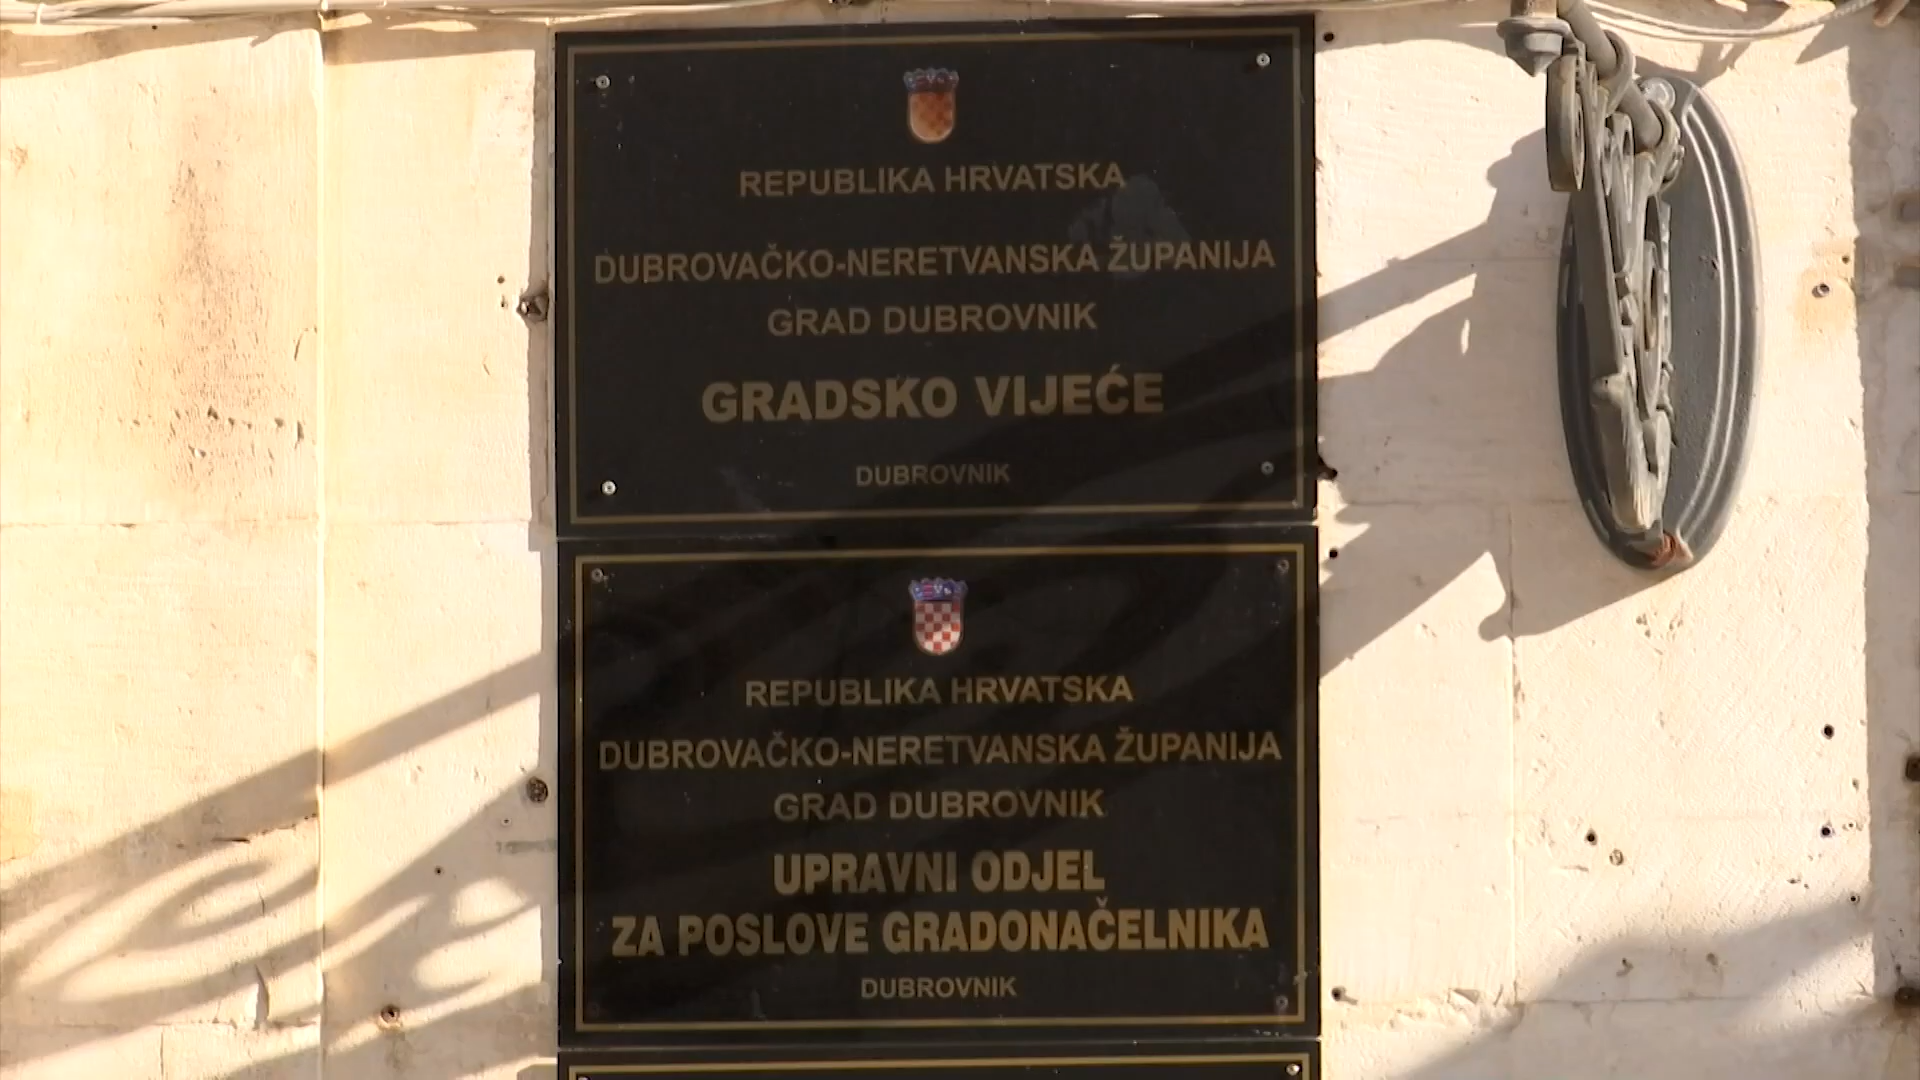 REPUBLIKA HRVATSKA
DUBROVAČKO-NERETVANSKA ŽUPANIJA
GRAD DUBROVNIK
GRADSKO VIJEĆE
DUBROVNIK
REPUBLIKA HRVATSKA
DUBROVAČKO-NERETVANSKA ŽUPANIJA
GRAD DUBROVNIK
UPRAVNI ODJEL
ZA POSLOVE GRADONAČELNIKA
DUBROVNIK